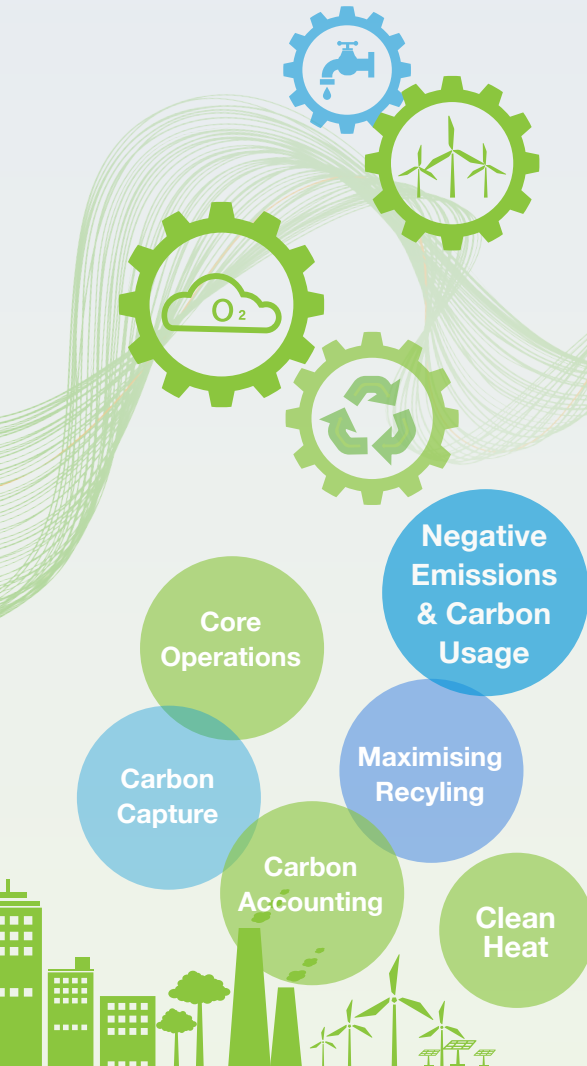 O₂
Negative
Emissions
& Carbon
Usage
Core
Operations
Maximising
Recyling
Carbon
Capture
Carbon
Accounting
Clean
Heat